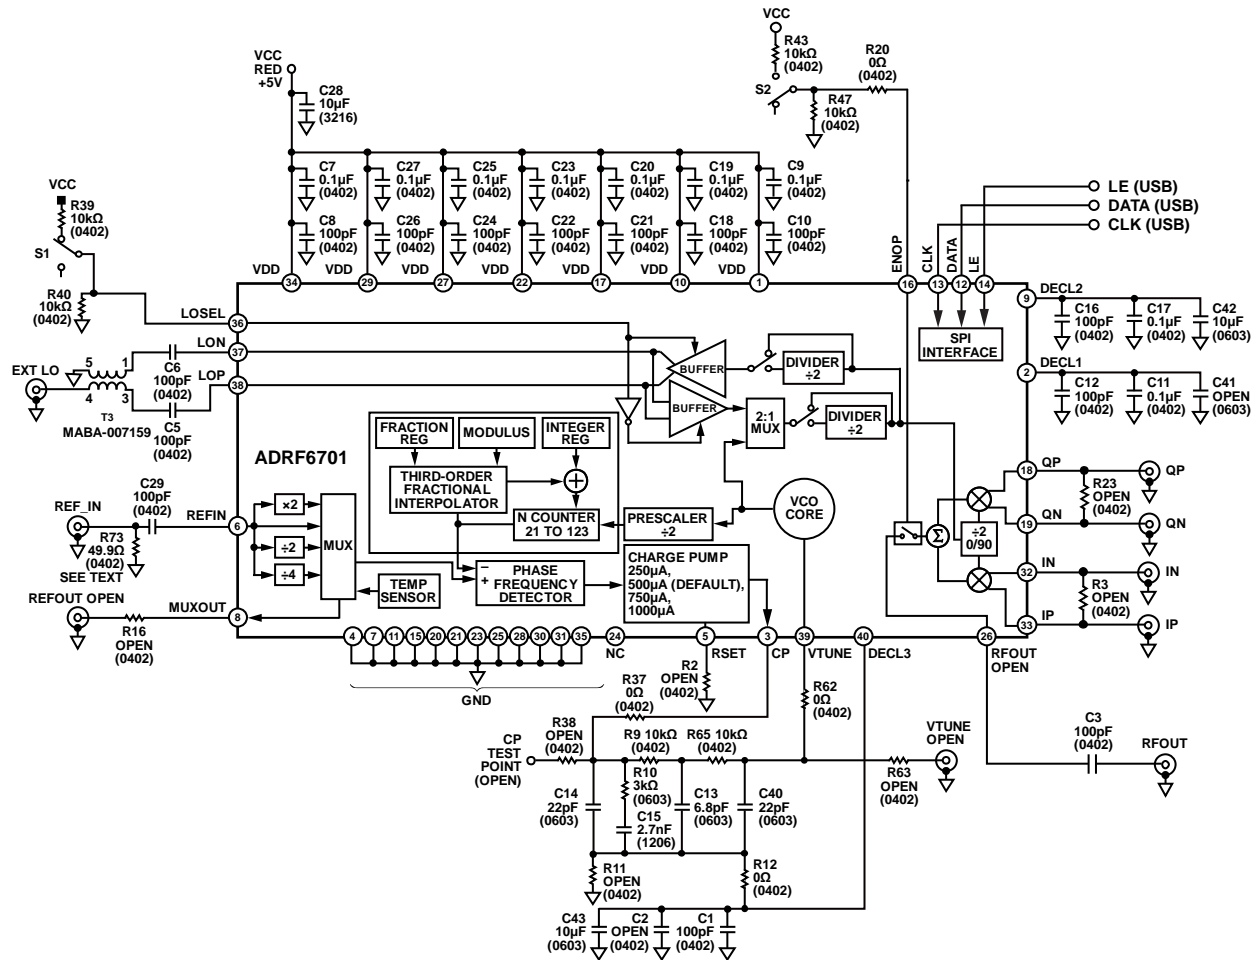 VCC
RED
+5V
C28
10µF
(3216)
VCC
R43
10kΩ
(0402)
S2
R47
10kΩ
(0402)
R20
0Ω
(0402)
C7
0.1µF
(0402)
C27
0.1µF
(0402)
C25
0.1µF
(0402)
C23
0.1µF
(0402)
C20
0.1µF
(0402)
C19
0.1µF
(0402)
C9
0.1µF
(0402)
C8
100pF
(0402)
C26
100pF
(0402)
C24
100pF
(0402)
C22
100pF
(0402)
C21
100pF
(0402)
C18
100pF
(0402)
C10
100pF
(0402)
VCC
R39
10kΩ
(0402)
S1
R40
10kΩ
(0402)
LE (USB)
DATA (USB)
CLK (USB)
VDD
34
VDD
29
VDD
27
VDD
22
VDD
17
VDD
10
VDD
1
ENOP
16
CLK
13
DATA
12
LE
14
SPI
INTERFACE
9
DECL2
C16
100pF
(0402)
C17
0.1µF
(0402)
C42
10µF
(0603)
2
DECL1
C12
100pF
(0402)
C11
0.1µF
(0402)
C41
OPEN
(0603)
LOSEL
36
LON
37
LOP
38
EXT LO
5
1
4
3
C6
100pF
(0402)
T3
MABA-007159
C5
100pF
(0402)
BUFFER
BUFFER
DIVIDER
÷2
2:1
MUX
DIVIDER
÷2
ADRF6701
FRACTION
REG
MODULUS
INTEGER
REG
THIRD-ORDER
FRACTIONAL
INTERPOLATOR
+
N COUNTER
21 TO 123
PRESCALER
÷2
VCO
CORE
REF_IN
C29
100pF
(0402)
REFIN
6
R73
49.9Ω
(0402)
SEE TEXT
×2
÷2
÷4
MUX
TEMP
SENSOR
−
+
PHASE
FREQUENCY
DETECTOR
CHARGE PUMP
250µA,
500µA (DEFAULT),
750µA,
1000µA
Σ
÷2
0/90
18
QP
QP
R23
OPEN
(0402)
19
QN
QN
32
IN
IN
R3
OPEN
(0402)
33
IP
IP
REFOUT OPEN
MUXOUT
8
R16
OPEN
(0402)
4
7
11
15
20
21
23
25
28
30
31
35
24
NC
GND
5
RSET
3
CP
39
VTUNE
40
DECL3
26
RFOUT
OPEN
R2
OPEN
(0402)
R37
0Ω
(0402)
R62
0Ω
(0402)
CP
TEST
POINT
(OPEN)
R38
OPEN
(0402)
R9 10kΩ
(0402)
R65 10kΩ
(0402)
R10
3kΩ
(0603)
C14
22pF
(0603)
C15
2.7nF
(1206)
C13
6.8pF
(0603)
C40
22pF
(0603)
R63
OPEN
(0402)
VTUNE
OPEN
C3
100pF
(0402)
RFOUT
R11
OPEN
(0402)
R12
0Ω
(0402)
C43
10µF
(0603)
C2
OPEN
(0402)
C1
100pF
(0402)